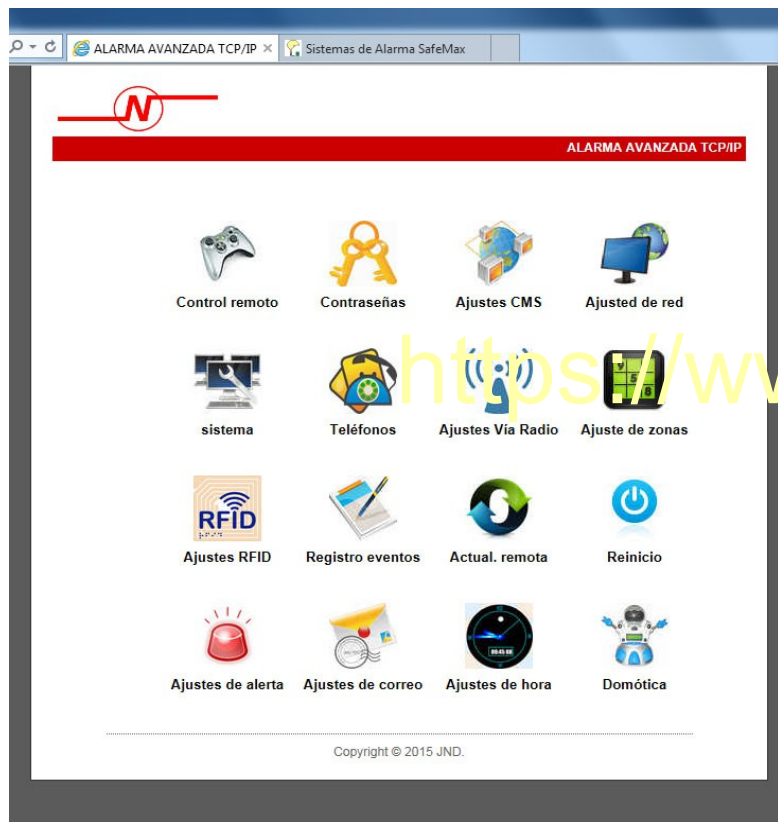 ALARMA AVANZADA TCP/IP
Sistemas de Alarma SafeMax
N
ALARMA AVANZADA TCP/IP
Control remoto
Contraseñas
Ajustes CMS
Ajusted de red
https://ww
sistema
Teléfonos
Ajustes Vía Radio
Ajuste de zonas
RFID
Ajustes RFID
Registro eventos
Actual. remota
Reinicio
Ajustes de alerta
Ajustes de correo
Ajustes de hora
Domótica
Copyright © 2015 JND.